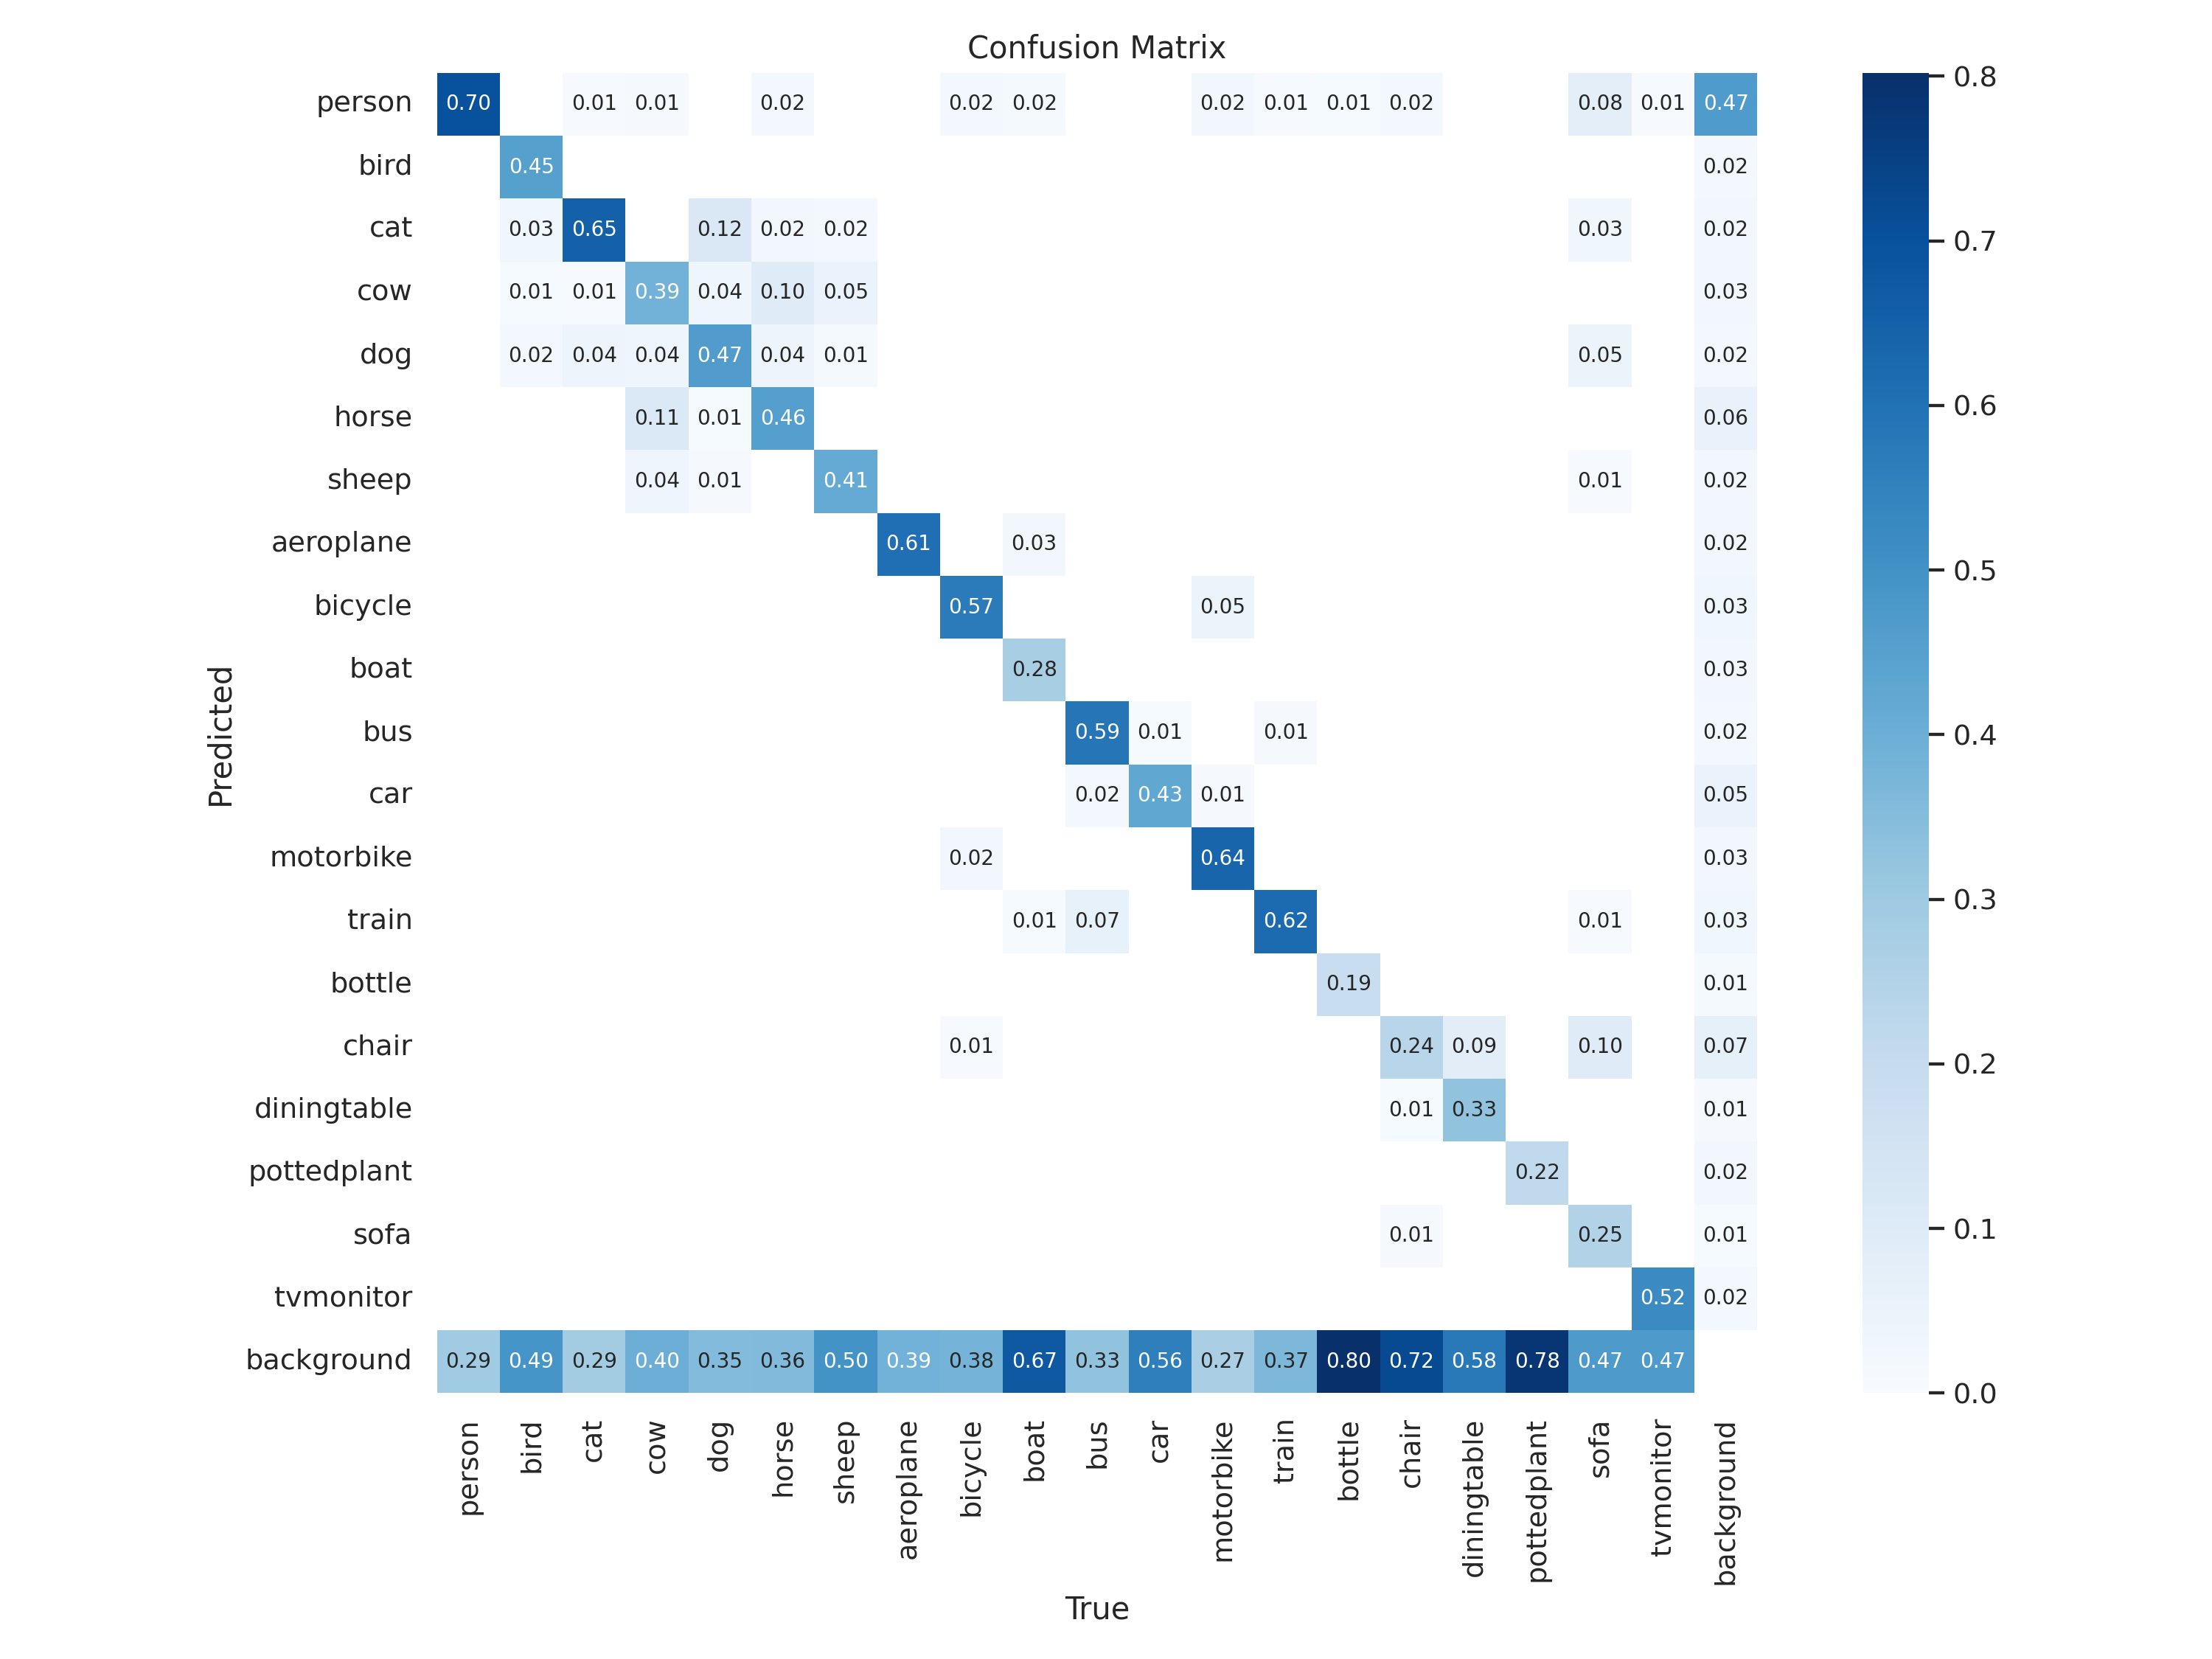 Confusion Matrix
person 0.70 0.01 0.01 0.02 0.02 0.02 0.02 0.01 0.01 0.02 0.08 0.01 0.47
bird 0.45 0.02
cat 0.03 0.65 0.12 0.02 0.02 0.03 0.02
cow 0.01 0.01 0.39 0.04 0.10 0.05 0.03
dog 0.02 0.04 0.04 0.47 0.04 0.01 0.05 0.02
horse 0.11 0.01 0.46 0.06
sheep 0.04 0.01 0.41 0.01 0.02
aeroplane 0.61 0.03 0.02
bicycle 0.57 0.05 0.03
boat 0.28 0.03
bus 0.59 0.01 0.01 0.02
car 0.02 0.43 0.01 0.05
motorbike 0.02 0.64 0.03
train 0.01 0.07 0.62 0.01 0.03
bottle 0.19 0.01
chair 0.01 0.24 0.09 0.10 0.07
diningtable 0.01 0.33 0.01
pottedplant 0.22 0.02
sofa 0.01 0.25 0.01
tvmonitor 0.52 0.02
background 0.29 0.49 0.29 0.40 0.35 0.36 0.50 0.39 0.38 0.67 0.33 0.56 0.27 0.37 0.80 0.72 0.58 0.78 0.47 0.47
person bird cat cow dog horse sheep aeroplane bicycle boat bus car motorbike train bottle chair diningtable pottedplant sofa tvmonitor background
True
Predicted
0.8
0.7
0.6
0.5
0.4
0.3
0.2
0.1
0.0